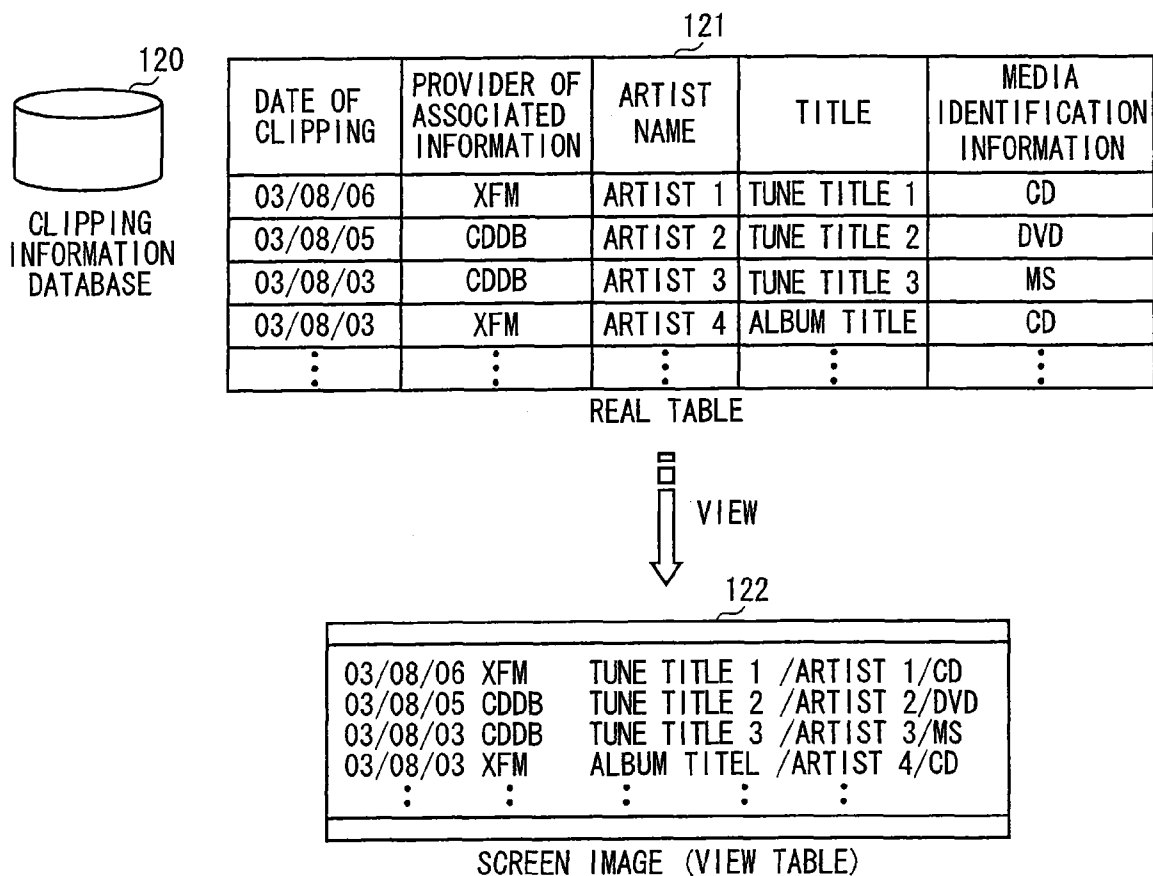 120
CLIPPING
INFORMATION
DATABASE
121
DATE OF CLIPPING PROVIDER OF ASSOCIATED INFORMATION ARTIST NAME TITLE MEDIA IDENTIFICATION INFORMATION
03/08/06 XFM ARTIST 1 TUNE TITLE 1 CD
03/08/05 CDDB ARTIST 2 TUNE TITLE 2 DVD
03/08/03 CDDB ARTIST 3 TUNE TITLE 3 MS
03/08/03 XFM ARTIST 4 ALBUM TITLE CD
REAL TABLE
VIEW
122
03/08/06 XFM TUNE TITLE 1 /ARTIST 1/CD
03/08/05 CDDB TUNE TITLE 2 /ARTIST 2/DVD
03/08/03 CDDB TUNE TITLE 3 /ARTIST 3/MS
03/08/03 XFM ALBUM TITEL /ARTIST 4/CD
SCREEN IMAGE (VIEW TABLE)